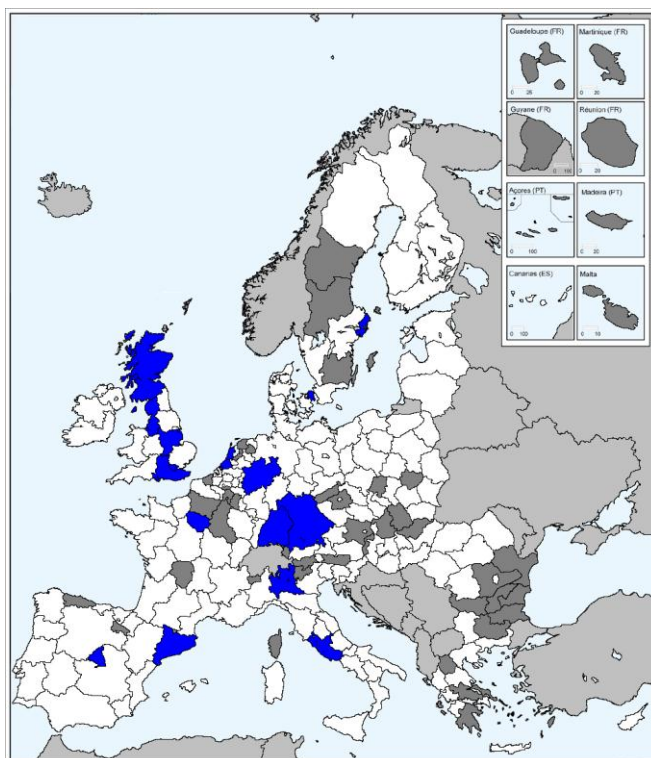 Guadeloupe (FR)
Martinique (FR)
0 25
0 20
Guyane (FR)
Réunion (FR)
0 100
0 20
Açores (PT)
Madeira (PT)
0 100
0 20
Canarias (ES)
Malta
0 100
0 10